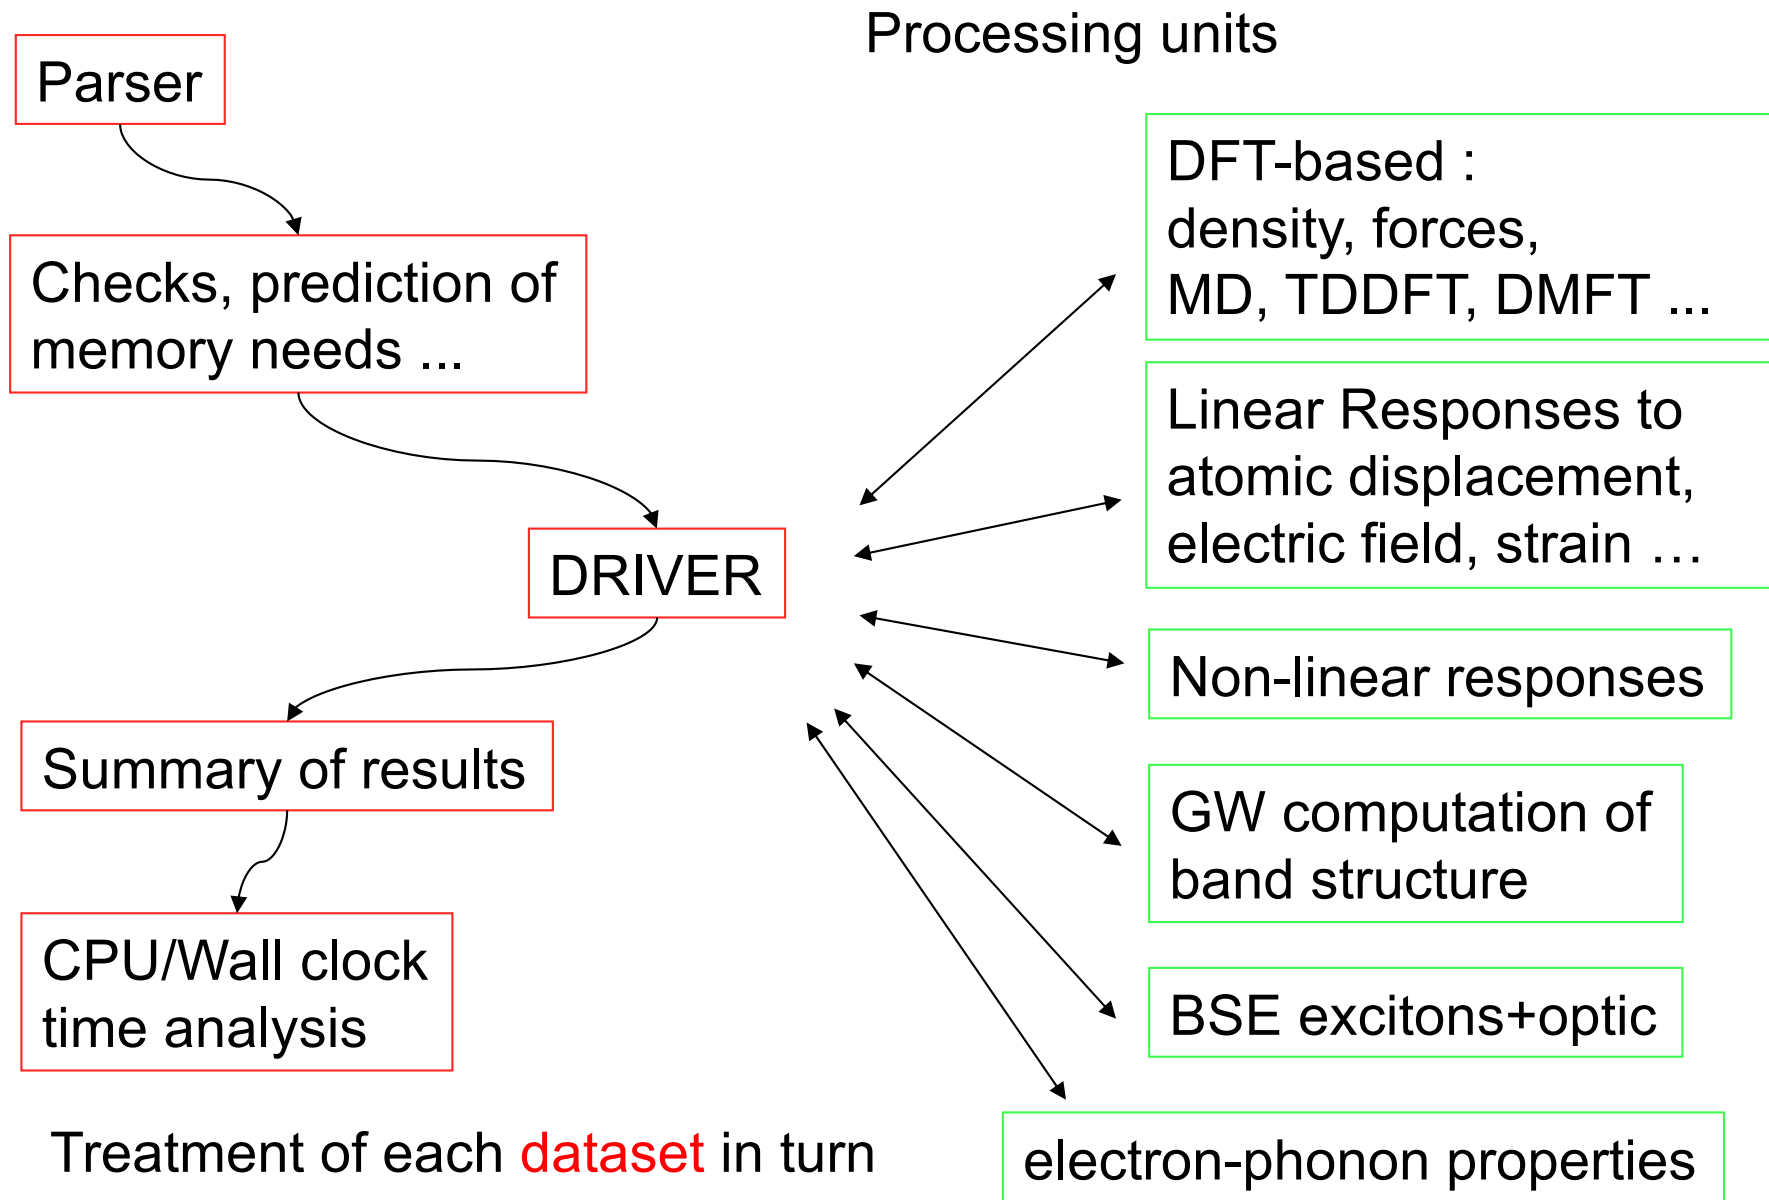 Processing units
Parser
Checks, prediction of
memory needs ...
DRIVER
Summary of results
CPU/Wall clock
time analysis
Treatment of each dataset in turn
DFT-based :
density, forces,
MD, TDDFT, DMFT ...
Linear Responses to
atomic displacement,
electric field, strain …
Non-linear responses
GW computation of
band structure
BSE excitons+optic
electron-phonon properties